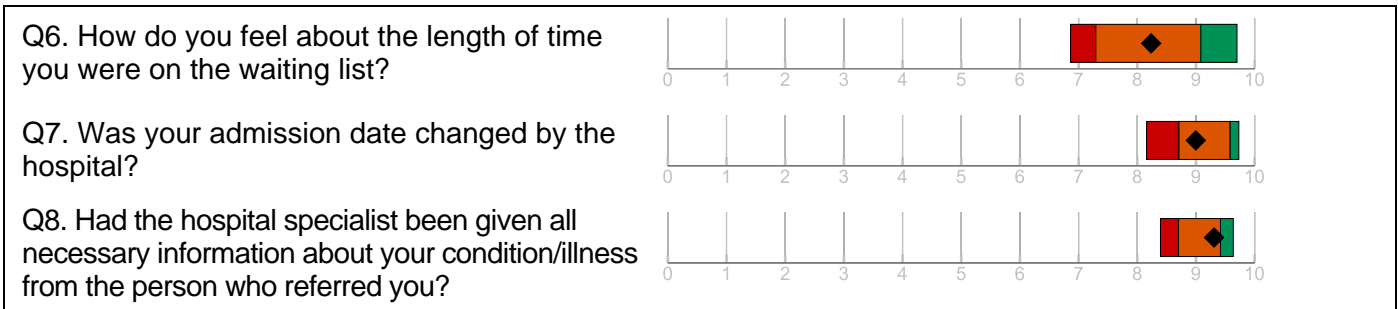 Q6. How do you feel about the length of time
you were on the waiting list?
0 1 2 3 4 5 6 7 8 9 10
Q7. Was your admission date changed by the
hospital?
0 1 2 3 4 5 6 7 8 9 10
Q8. Had the hospital specialist been given all
necessary information about your condition/illness
from the person who referred you?
0 1 2 3 4 5 6 7 8 9 10